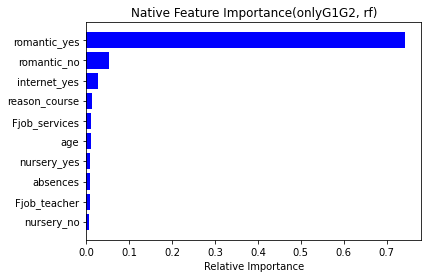 Native Feature Importance(onlyG1G2, rf)
romantic_yes
romantic_no
internet_yes
reason_course
Fjob_services
age
nursery_yes
absences
Fjob_teacher
nursery_no
0.0 0.1 0.2 0.3 0.4 0.5 0.6 0.7
Relative Importance